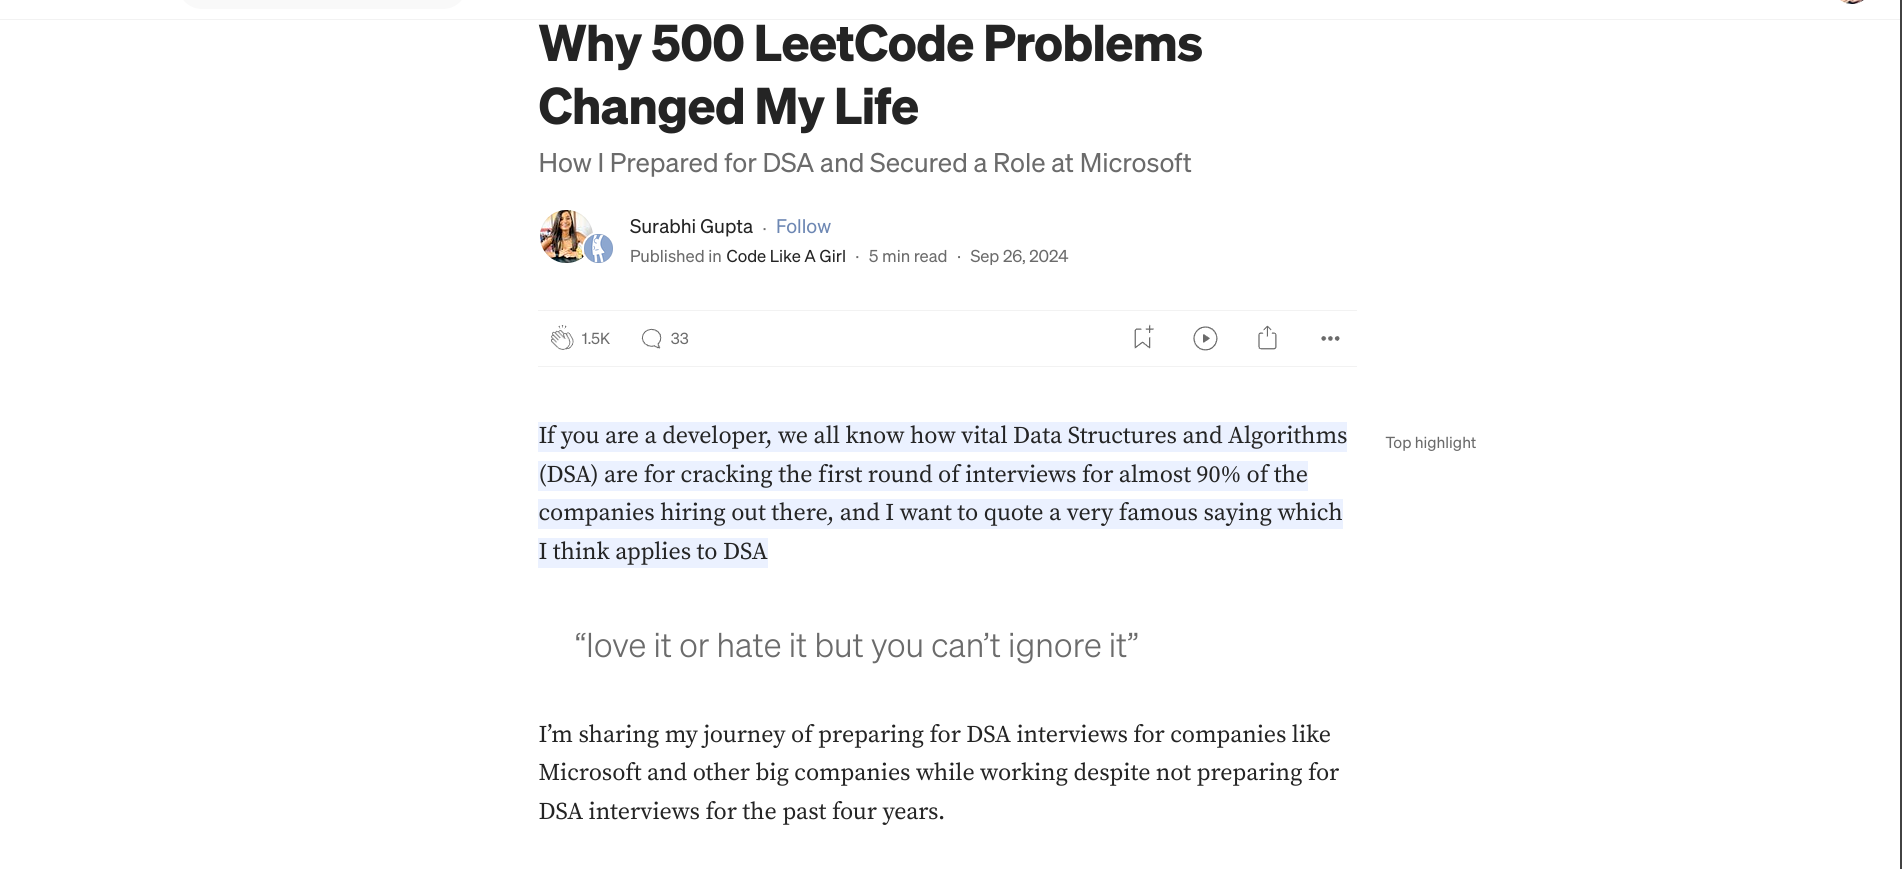 Why 500 LeetCode Problems
Changed My Life
How I Prepared for DSA and Secured a Role at Microsoft
Surabhi Gupta · Follow
Published in Code Like A Girl · 5 min read · Sep 26, 2024
1.5K 33
If you are a developer, we all know how vital Data Structures and Algorithms
Top highlight
(DSA) are for cracking the first round of interviews for almost 90% of the
companies hiring out there, and I want to quote a very famous saying which
I think applies to DSA
“love it or hate it but you can’t ignore it”
I’m sharing my journey of preparing for DSA interviews for companies like
Microsoft and other big companies while working despite not preparing for
DSA interviews for the past four years.